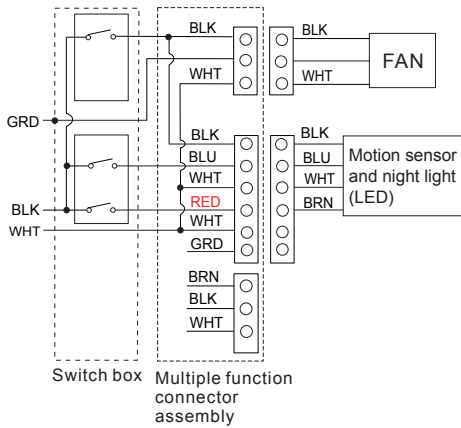 BLK
BLK
FAN
WHT
WHT
GRD
BLK
BLK
BLU
BLU
Motion sensor
and night light
(LED)
WHT
WHT
RED
BRN
BLK
WHT
WHT
GRD
BRN
BLK
WHT
Switch box
Multiple function
connector
assembly